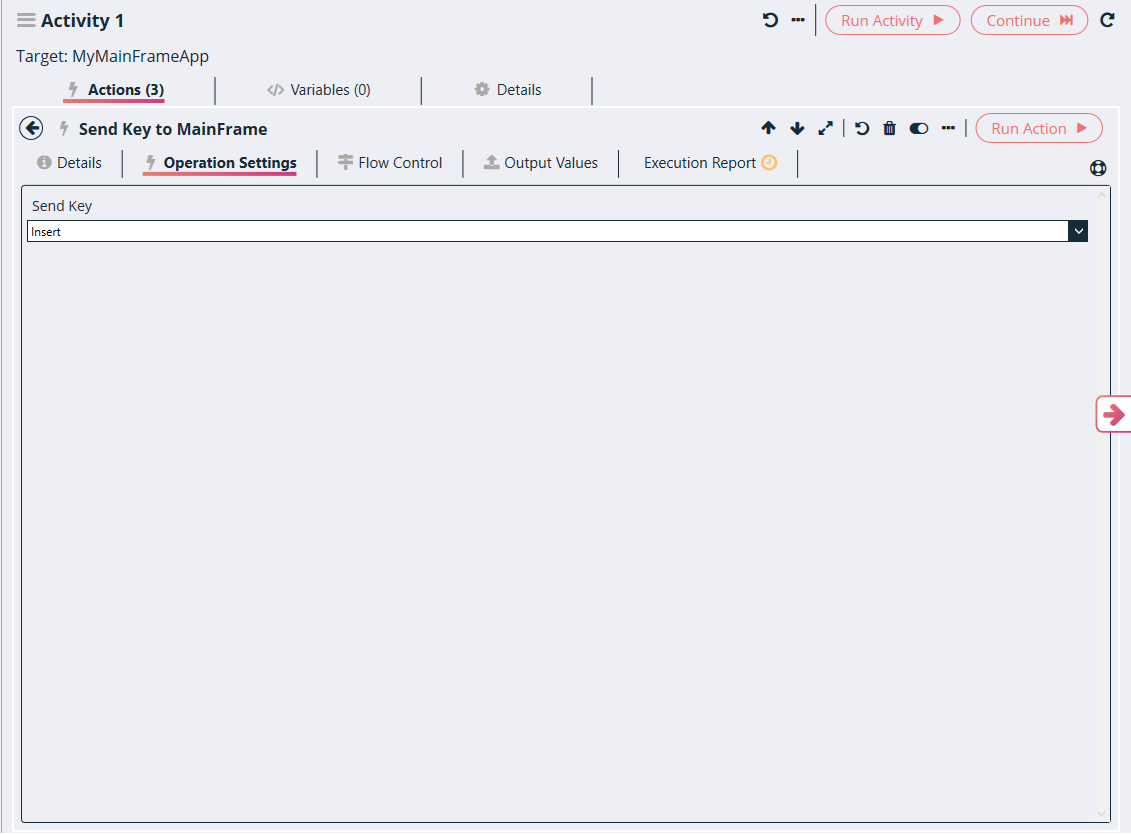 Activity 1
Run Activity
Continue
Target: MyMainFrameApp
Actions (3)
Variables (0)
Details
Send Key to MainFrame
Run Action
Details
Operation Settings
Flow Control
Output Values
Execution Report
Send Key
Insert